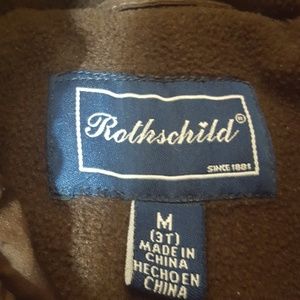 Rothschild®
SINCE 1881
M
(3T)
MADE IN
CHINA
HECHO EN
CHINA